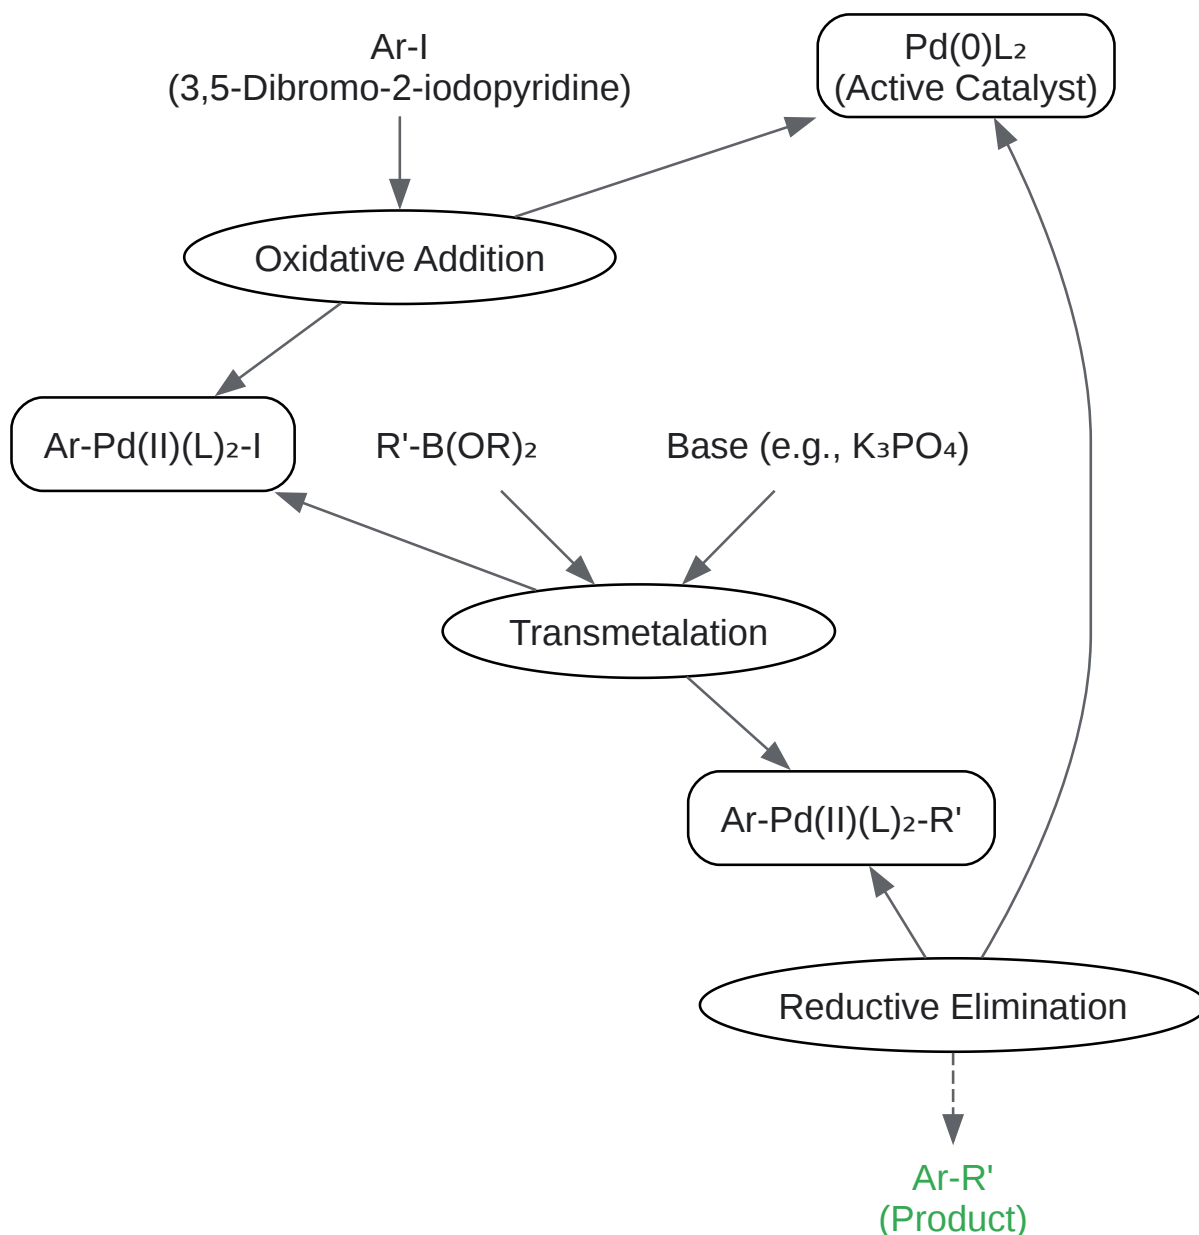 Ar-I
(3,5-Dibromo-2-iodopyridine)
Pd(0)L₂
(Active Catalyst)
Oxidative Addition
Ar-Pd(II)(L)₂-I
R'-B(OR)₂
Base (e.g., K₃PO₄)
Transmetalation
Ar-Pd(II)(L)₂-R'
Reductive Elimination
Ar-R'
(Product)